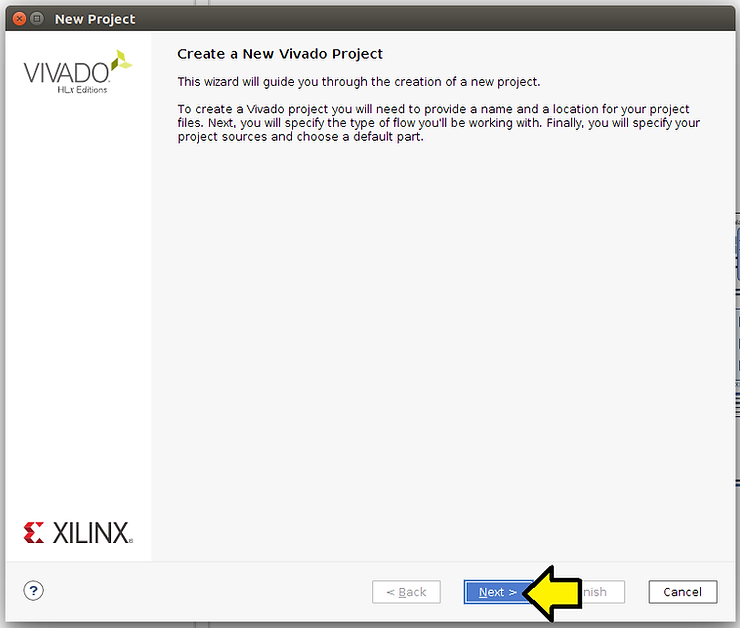 New Project
VIVADO
HLx Editions
Create a New Vivado Project
This wizard will guide you through the creation of a new project.
To create a Vivado project you will need to provide a name and a location for your project
files. Next, you will specify the type of flow you'll be working with. Finally, you will specify your
project sources and choose a default part.
XILINX
?
< Back
Next >
nish
Cancel